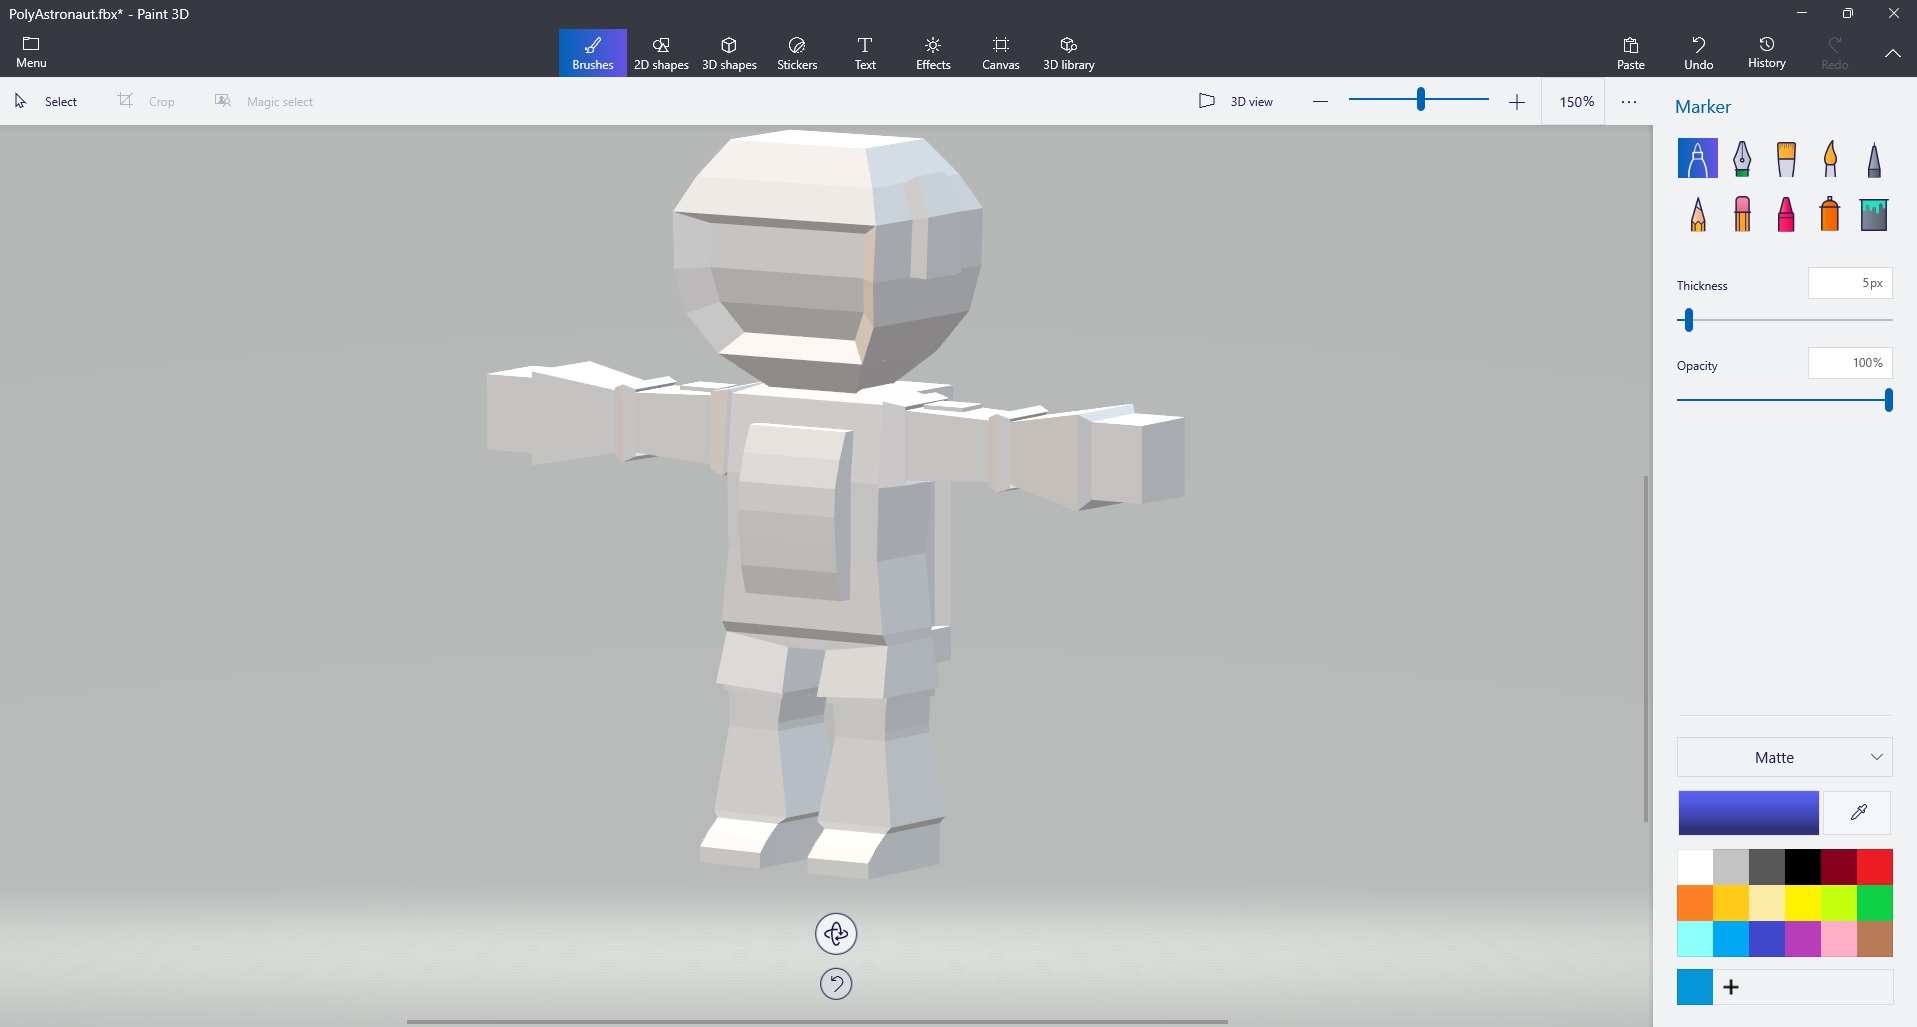 PolyAstronaut.fbx* - Paint 3D
Menu
Brushes
2D shapes
3D shapes
Stickers
Text
Effects
Canvas
3D library
Paste
Undo
History
Redo
Select
Crop
Magic select
3D view
150%
Marker
Thickness
5px
Opacity
100%
Matte